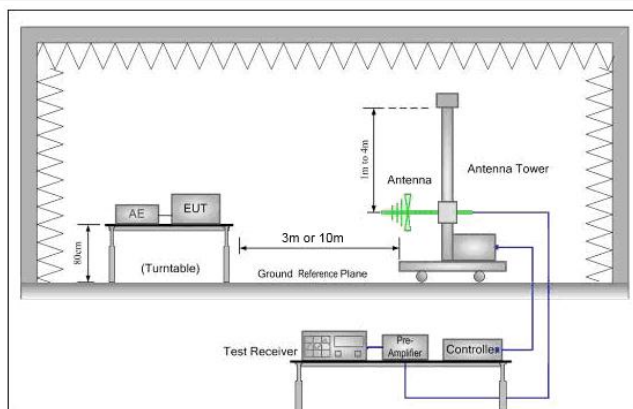 1m to 4m
Antenna
Antenna Tower
AE
EUT
80cm
3m or 10m
(Turntable)
Ground Reference Plane
Test Receiver
Pre-
Amplifier
Controller